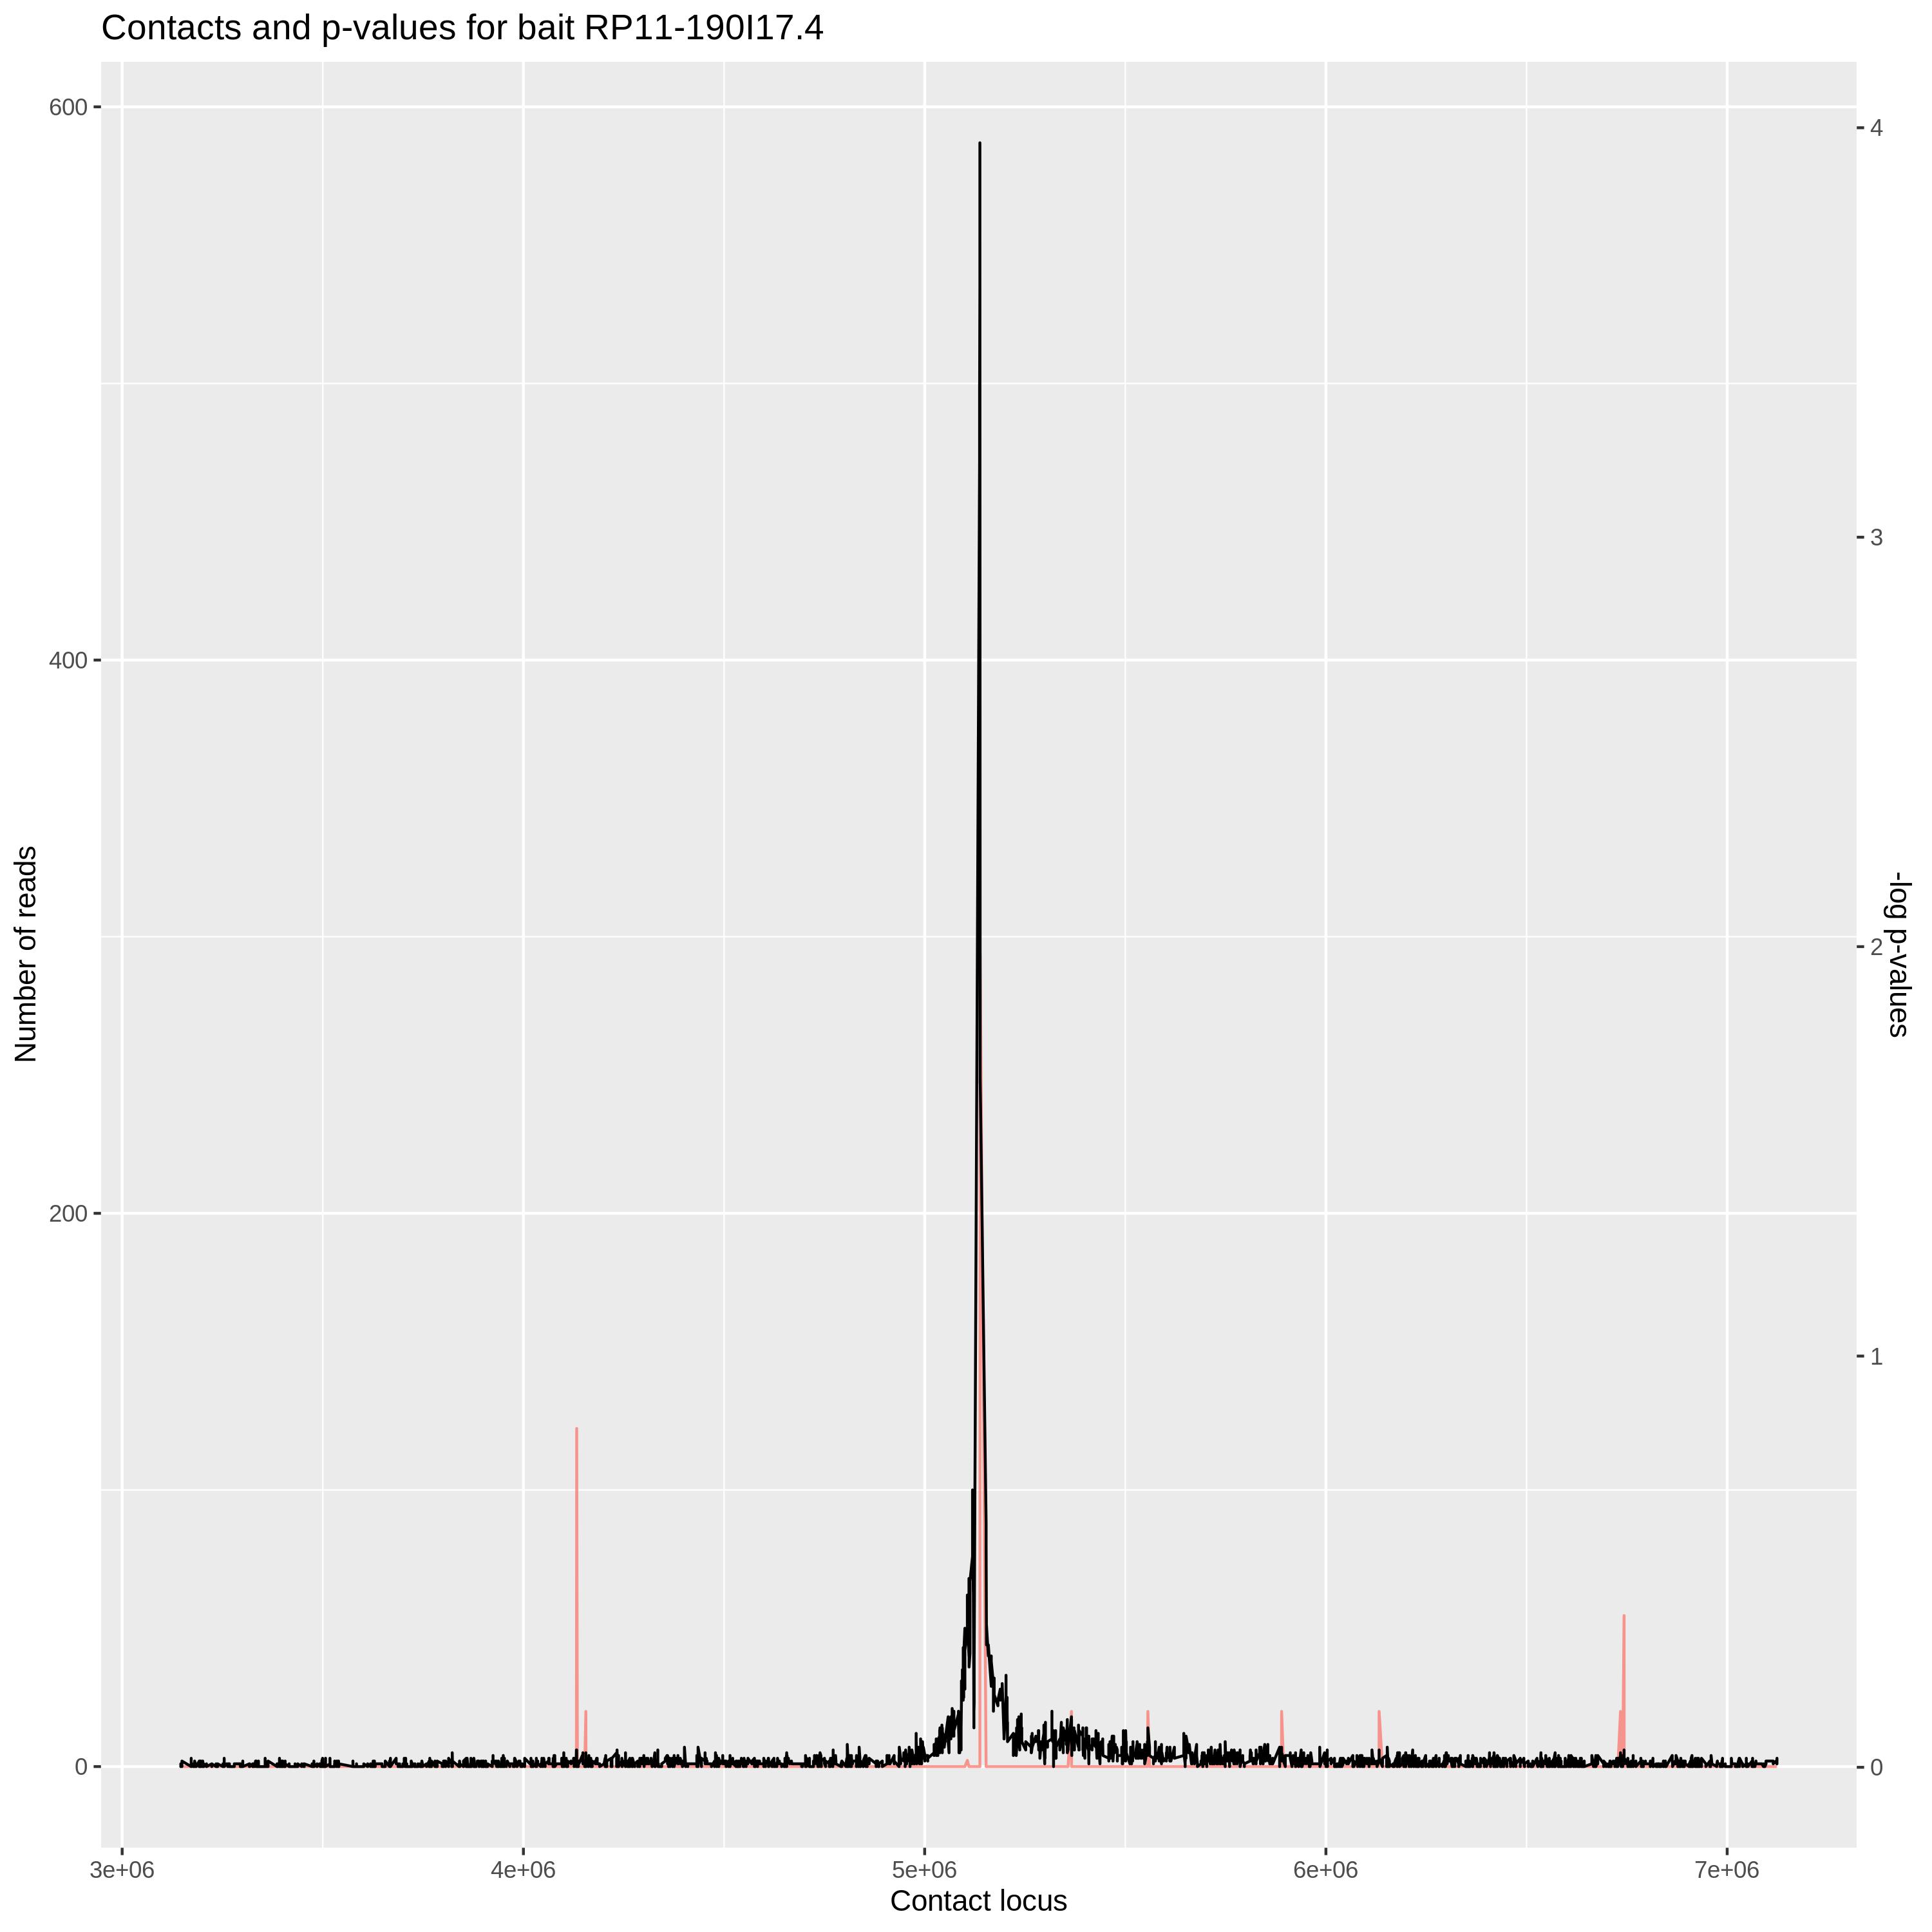 Contacts and p-values for bait RP11-190I17.4
600
400
200
0
Number of reads
4
3
2
1
0
-log p-values
3e+06
4e+06
5e+06
6e+06
7e+06
Contact locus